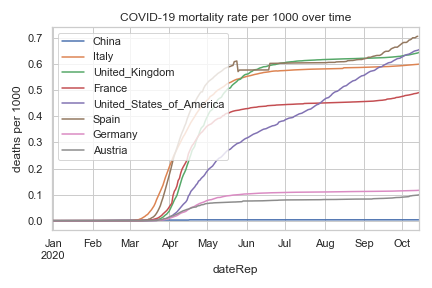 COVID-19 mortality rate per 1000 over time
deaths per 1000
0.7
0.6
0.5
0.4
0.3
0.2
0.1
0.0
China
Italy
United_Kingdom
France
United_States_of_America
Spain
Germany
Austria
Jan Feb Mar Apr May Jun Jul Aug Sep Oct
2020
dateRep